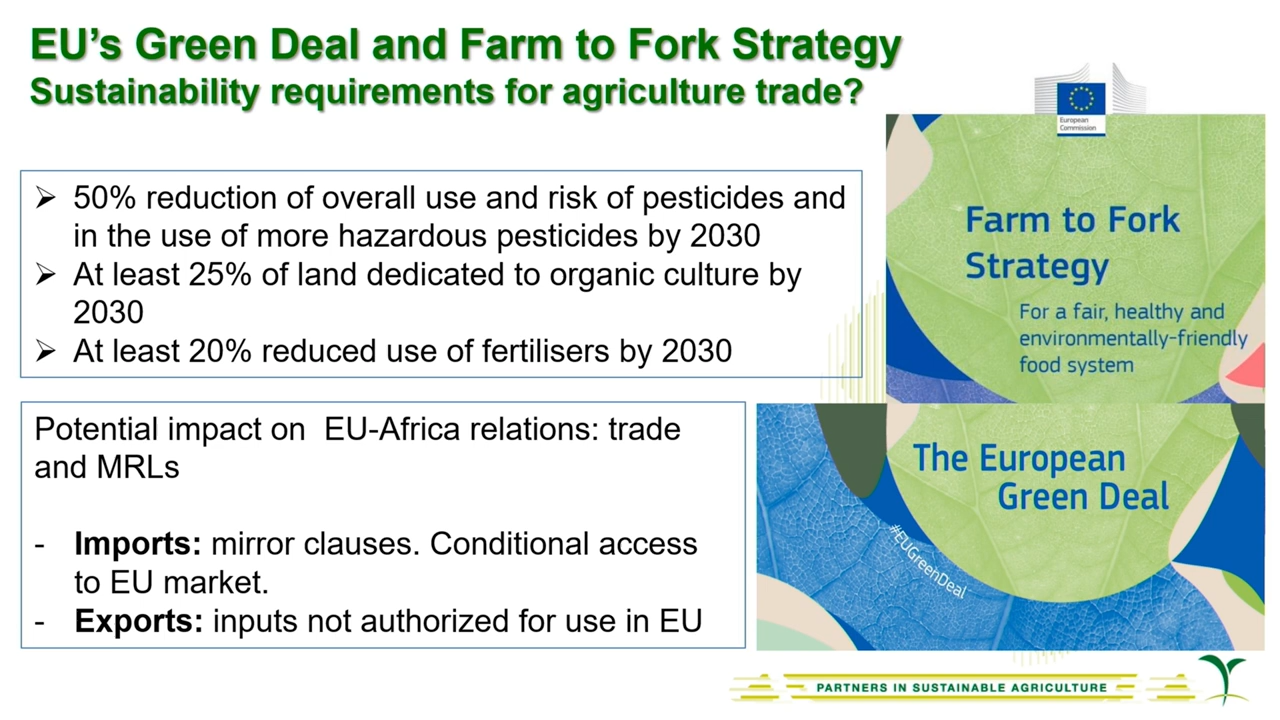 EU’s Green Deal and Farm to Fork Strategy
Sustainability requirements for agriculture trade?
➢ 50% reduction of overall use and risk of pesticides and
in the use of more hazardous pesticides by 2030
➢ At least 25% of land dedicated to organic culture by
2030
➢ At least 20% reduced use of fertilisers by 2030
Potential impact on  EU-Africa relations: trade
and MRLs
- Imports: mirror clauses. Conditional access
to EU market.
- Exports: inputs not authorized for use in EU
European
Commission
Farm to Fork
Strategy
For a fair, healthy and
environmentally-friendly
food system
The European
Green Deal
#EUGreenDeal
PARTNERS IN SUSTAINABLE AGRICULTURE